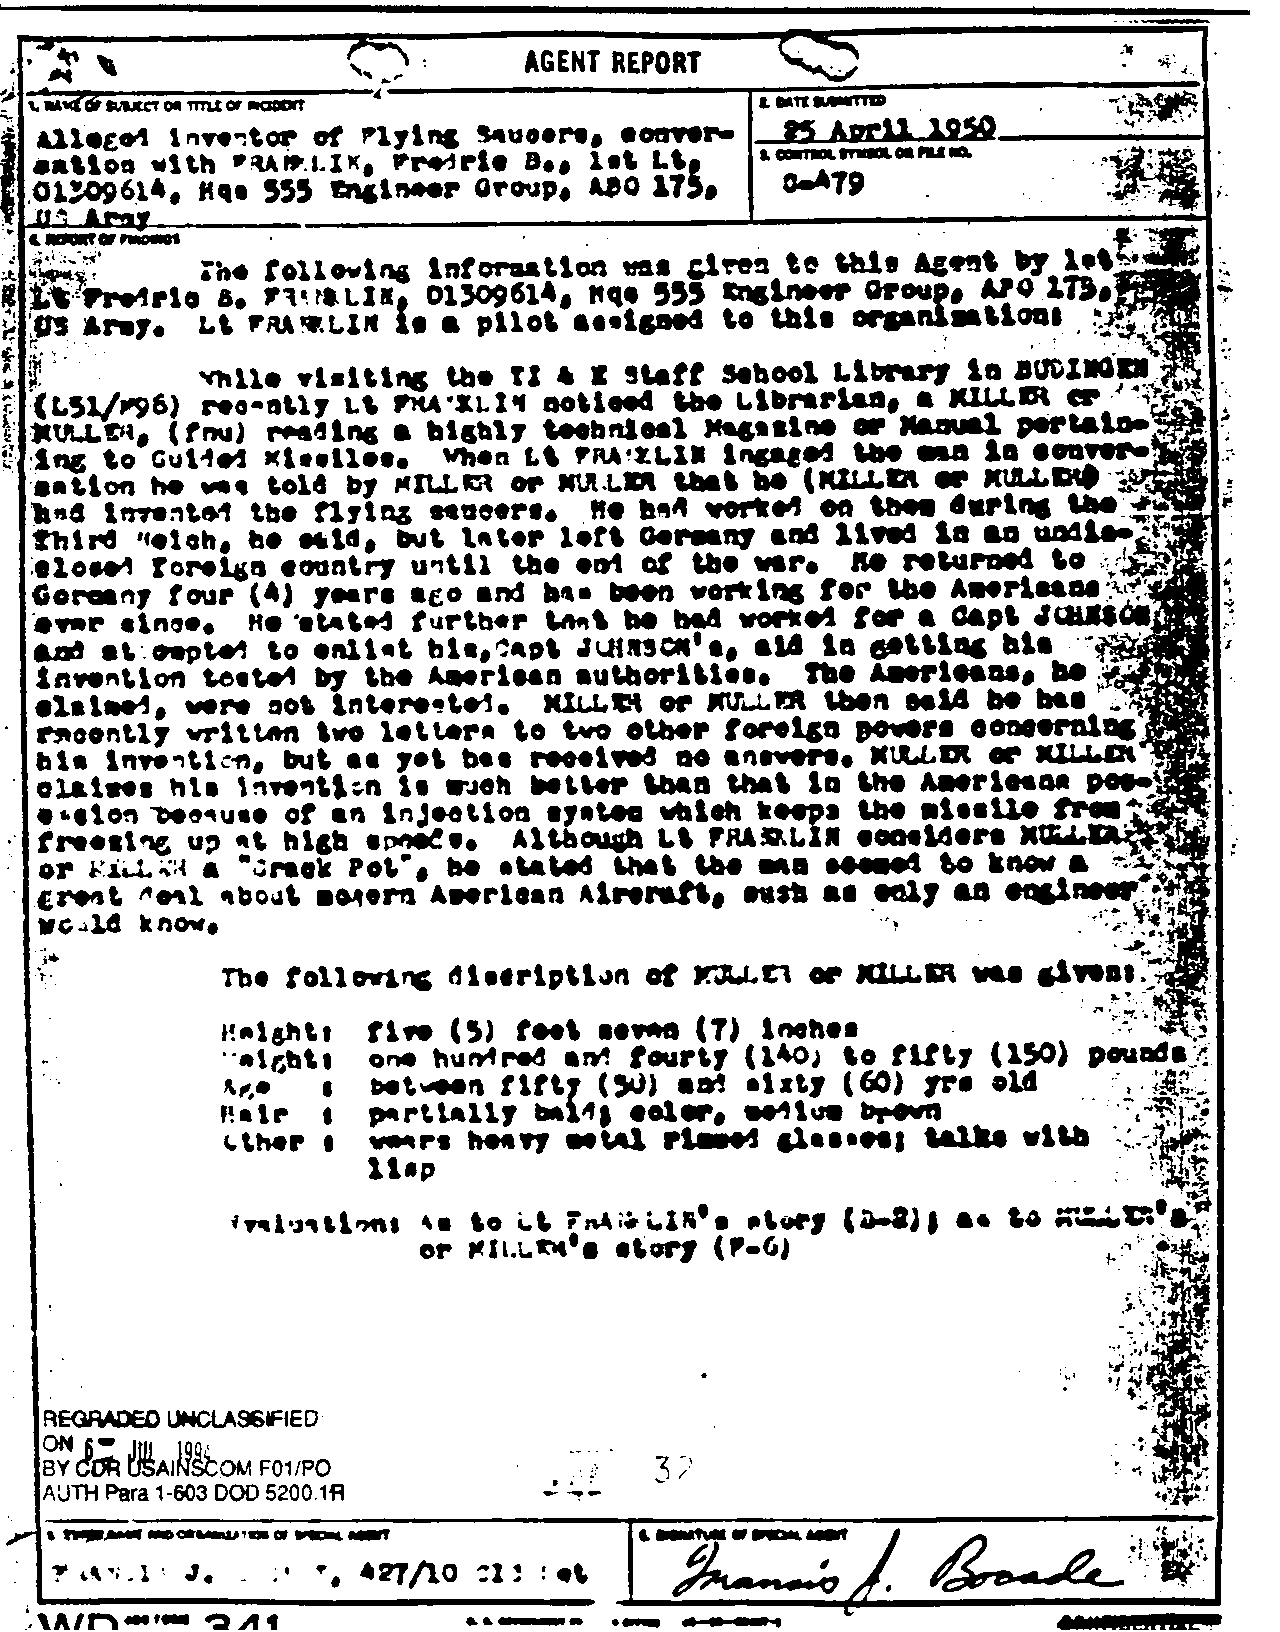 AGENT REPORT
1. NAME OF SUBJECT OR TITLE OF INCIDENT
2. DATE SUBMITTED
Alleged inventor of Flying Saucers, conver-
sation with FRANKLIN, Fredric B., 1st Lt,
O1309614, Hqs 555 Engineer Group, APO 175,
US Army
25 April 1950
3. CONTROL SYMBOL OR FILE NO.
479
4. REPORT OF FINDINGS
The following information was given to this Agent by 1st
Lt Fredric B. FRANKLIN, O1309614, Hqs 555 Engineer Group, APO 175,
US Army. Lt FRANKLIN is a pilot assigned to this organization:
While visiting the TI & E Staff School Library in BUDINGEN
(L51/M96) recently Lt FRANKLIN noticed the Librarian, a MILLER or
MULLER, (fnu) reading a highly technical Magazine or Manual pertain-
ing to Guided Missiles. When Lt FRANKLIN ingaged the man in conver-
sation he was told by MILLER or MULLER that he (MILLER or MULLER)
had invented the flying saucers. He had worked on them during the
Third Reich, he said, but later left Germany and lived in an undis-
closed foreign country until the end of the war. He returned to
Germany four (4) years ago and has been working for the Americans
ever since. He stated further that he had worked for a Capt JOHNSON
and attempted to enlist his, Capt JOHNSON's, aid in getting his
invention tested by the American authorities. The Americans, he
claimed, were not interested. MILLER or MULLER then said he has
recently written two letters to two other foreign powers concerning
his invention, but as yet has received no answers. MULLER or MILLER
claimes his invention is much better than that in the Americans pos-
ession because of an injection system which keeps the missile from
freezing up at high speeds. Although Lt FRANKLIN considers MULLER
or MILLER a "Crack Pot", he stated that the man seemed to know a
great deal about modern American Aircraft, such as only an engineer
would know.
The following discription of MULLER or MILLER was given:
Height: five (5) feet seven (7) inches
Weight: one hundred and fourty (140) to fifty (150) pounds
Age : between fifty (50) and sixty (60) yrs old
Hair : partially bald; color, medium brown
Other : wears heavy metal rimmed glasses; talks with
lisp
Evaluation: As to Lt FRANKLIN's story (B-2); as to MULLER's
or MILLER's story (F-6)
REGRADED UNCLASSIFIED
ON JUL 1994
BY CDR USAINSCOM F01/PO
AUTH Para 1-603 DOD 5200.1R
32
5. TYPED NAME AND ORGANIZATION OF SPECIAL AGENT
6. SIGNATURE OF SPECIAL AGENT
J. 427/10 CIC Det
Francis J.
WD FORM 341